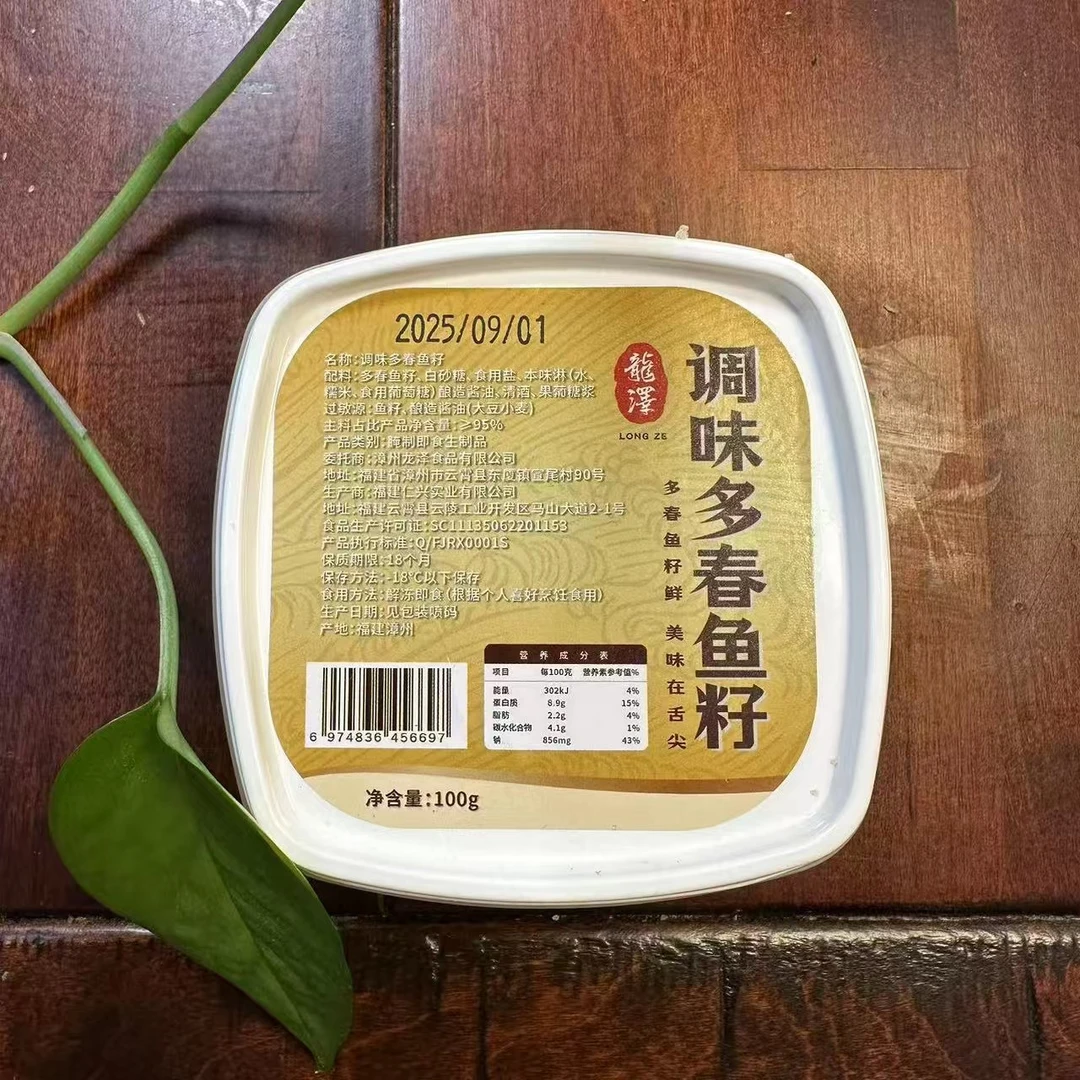 2025/09/01
名称:调味多春鱼籽
配料:多春鱼籽、白砂糖、食用盐、本味淋(水、
糯米、食用葡萄糖)酿造酱油、清酒、果葡糖浆
过敏源:鱼籽、酿造酱油(大豆小麦)
主料占比产品净含量:≥95%
产品类别:腌制即食生制品
委托商:漳州龙泽食品有限公司
地址:福建省漳州市云霄县东厦镇宣尾村90号
生产商:福建仁兴实业有限公司
地址:福建云霄县云陵工业开发区马山大道2-1号
食品生产许可证:SC11135062201153
产品执行标准:Q/FJRX0001S
保质期限:18个月
保存方法:-18℃以下保存
食用方法:解冻即食(根据个人喜好烹饪食用)
生产日期:见包装喷码
产地:福建漳州
6 974836 456697
营养成分表
项目 每100克 营养素参考值%
能量 302kJ 4%
蛋白质 8.9g 15%
脂肪 2.2g 4%
碳水化合物 4.1g 1%
钠 856mg 43%
净含量:100g
龍澤
LONG ZE
调味多春鱼籽
多春鱼籽鲜 美味在舌尖